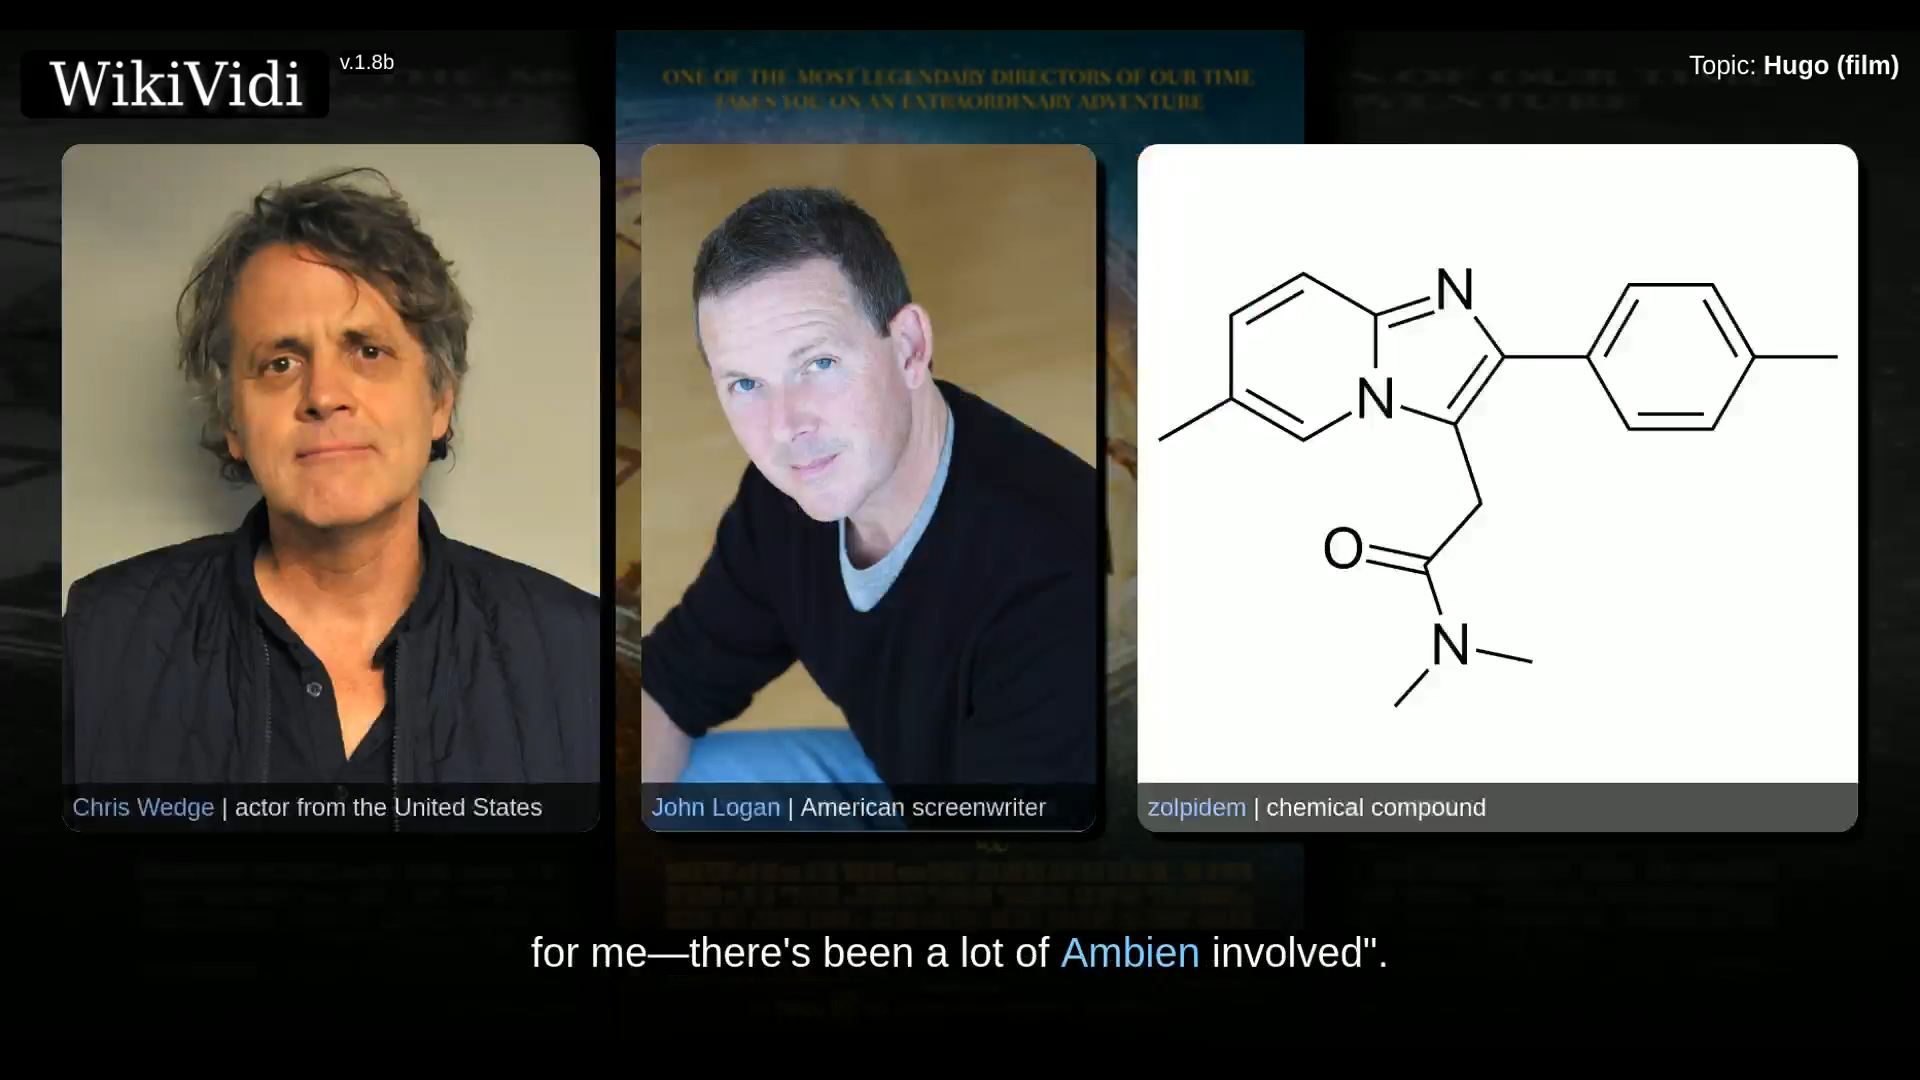 WikiVidi
v.1.8b
Topic: Hugo (film)
ONE OF THE MOST LEGENDARY DIRECTORS OF OUR TIME
TAKES YOU ON AN EXTRAORDINARY ADVENTURE
Chris Wedge | actor from the United States
John Logan | American screenwriter
N
N
O
N
zolpidem | chemical compound
for me—there's been a lot of Ambien involved".